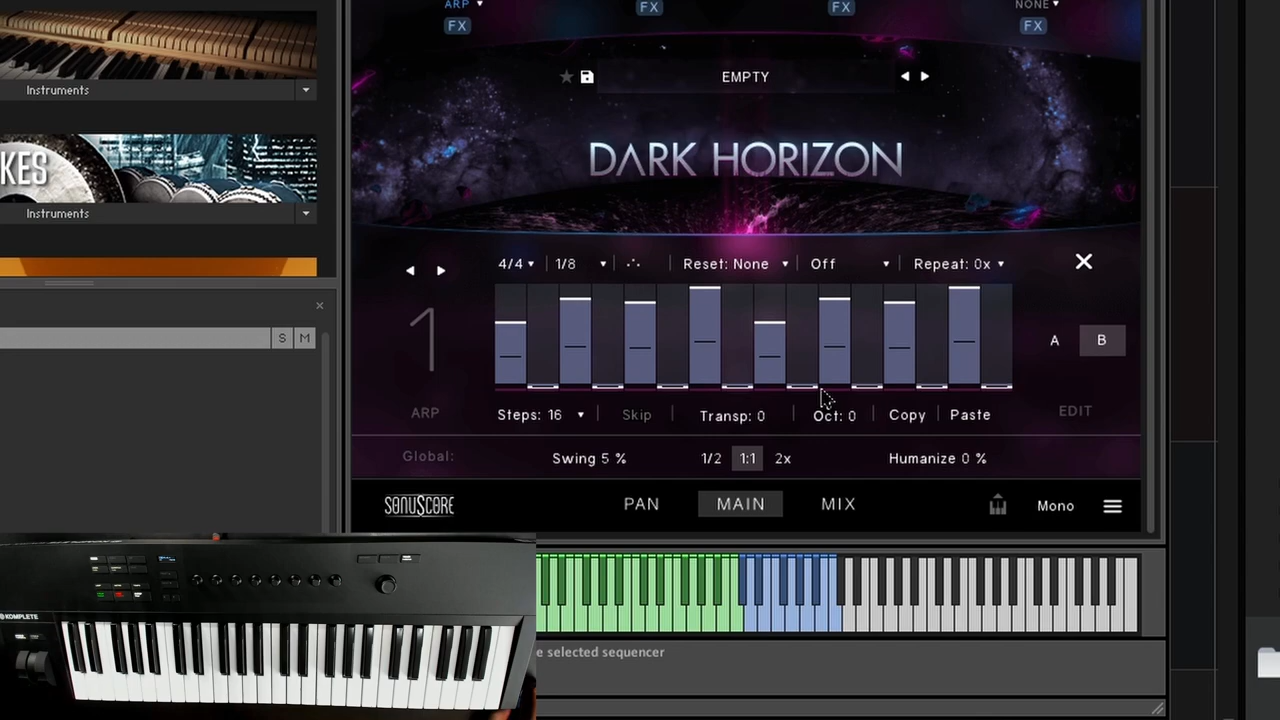 ARP
NONE
FX
FX
FX
FX
Instruments
EMPTY
DARK HORIZON
KES
Instruments
4/4
1/8
Reset: None
Off
Repeat: 0x
S
M
1
A
B
ARP
Steps: 16
Skip
Transp: 0
Oct: 0
Copy
Paste
EDIT
Global:
Swing 5 %
1/2
1:1
2x
Humanize 0 %
SONUSCORE
PAN
MAIN
MIX
Mono
KOMPLETE
e selected sequencer